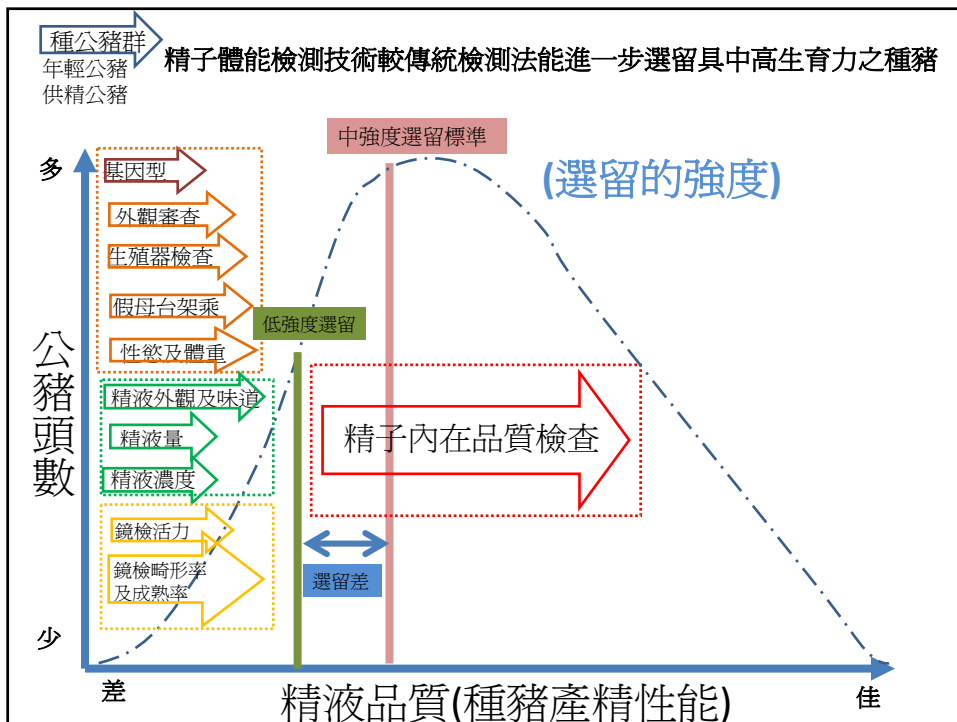 種公豬群
年輕公豬
供精公豬
精子體能檢測技術較傳統檢測法能進一步選留具中高生育力之種豬
中強度選留標準
(選留的強度)
多
基因型
外觀審查
生殖器檢查
假母台架乘
性慾及體重
低強度選留
公豬頭數
精液外觀及味道
精液量
精液濃度
精子內在品質檢查
鏡檢活力
鏡檢畸形率
及成熟率
選留差
少
差
精液品質(種豬產精性能)
佳